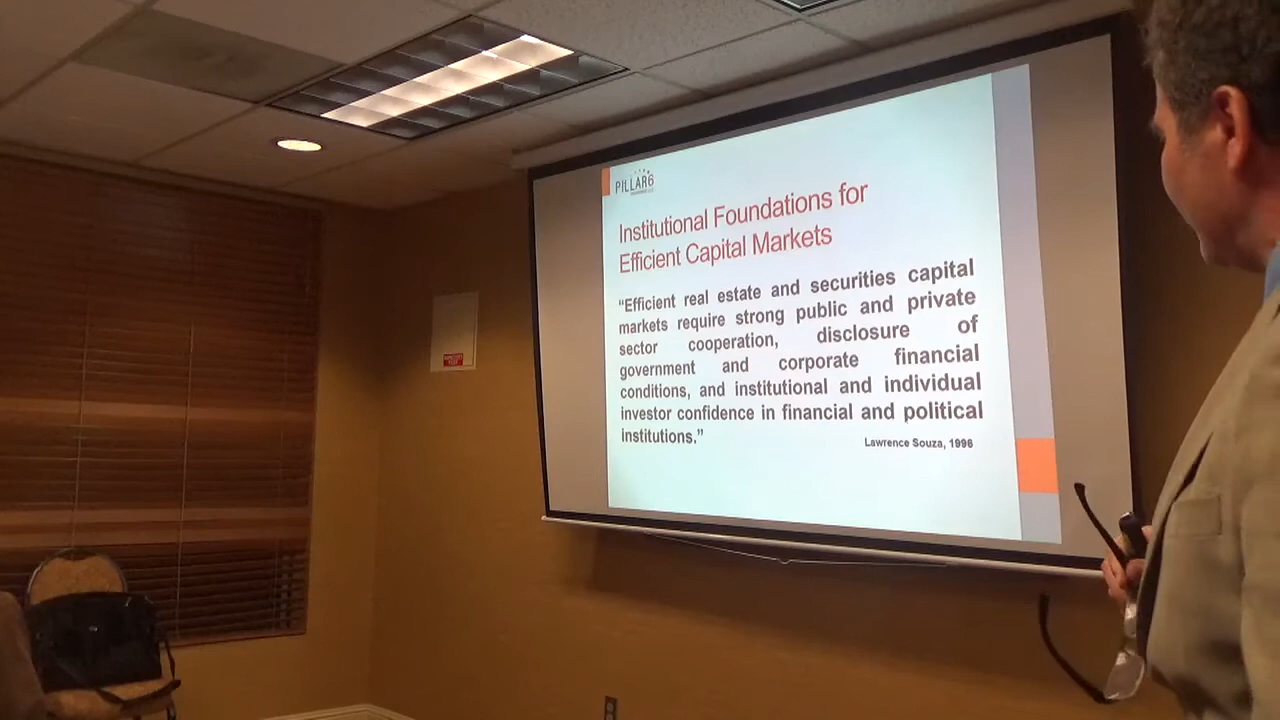 PILLAR6
Institutional Foundations for
Efficient Capital Markets
“Efficient real estate and securities capital
markets require strong public and private
sector cooperation, disclosure of
government and corporate financial
conditions, and institutional and individual
investor confidence in financial and political
institutions.”
Lawrence Souza, 1996